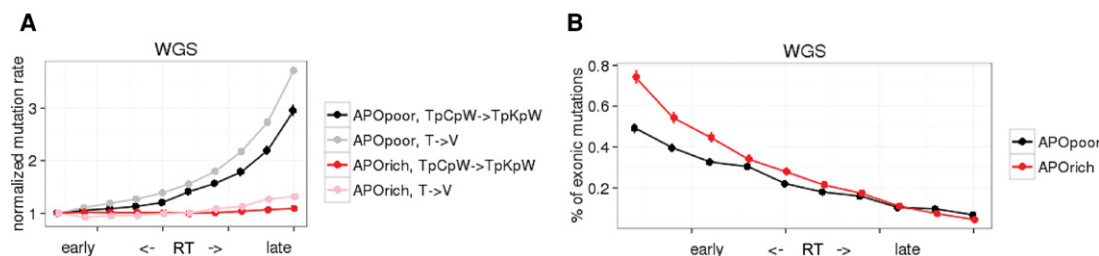 A
WGS
normalized mutation rate
3
2
1
early <- RT -> late
APOpoor, TpCpW->TpKpW
APOpoor, T->V
APOrich, TpCpW->TpKpW
APOrich, T->V
B
WGS
% of exonic mutations
0.8
0.6
0.4
0.2
early <- RT -> late
APOpoor
APOrich